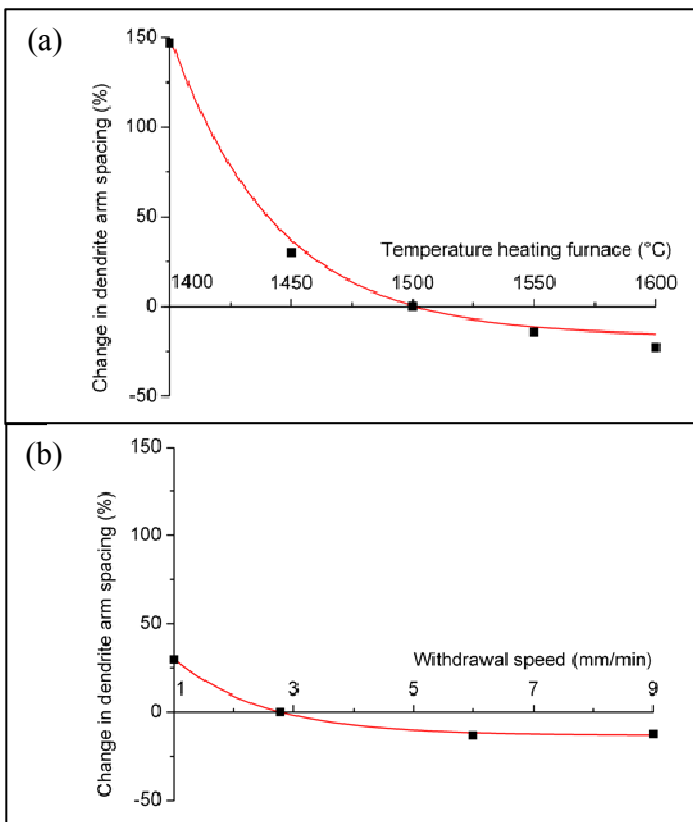 (a)
Change in dendrite arm spacing (%)
150
100
50
0
-50
Temperature heating furnace (°C)
1400 1450 1500 1550 1600
(b)
Change in dendrite arm spacing (%)
150
100
50
0
-50
Withdrawal speed (mm/min)
1 3 5 7 9